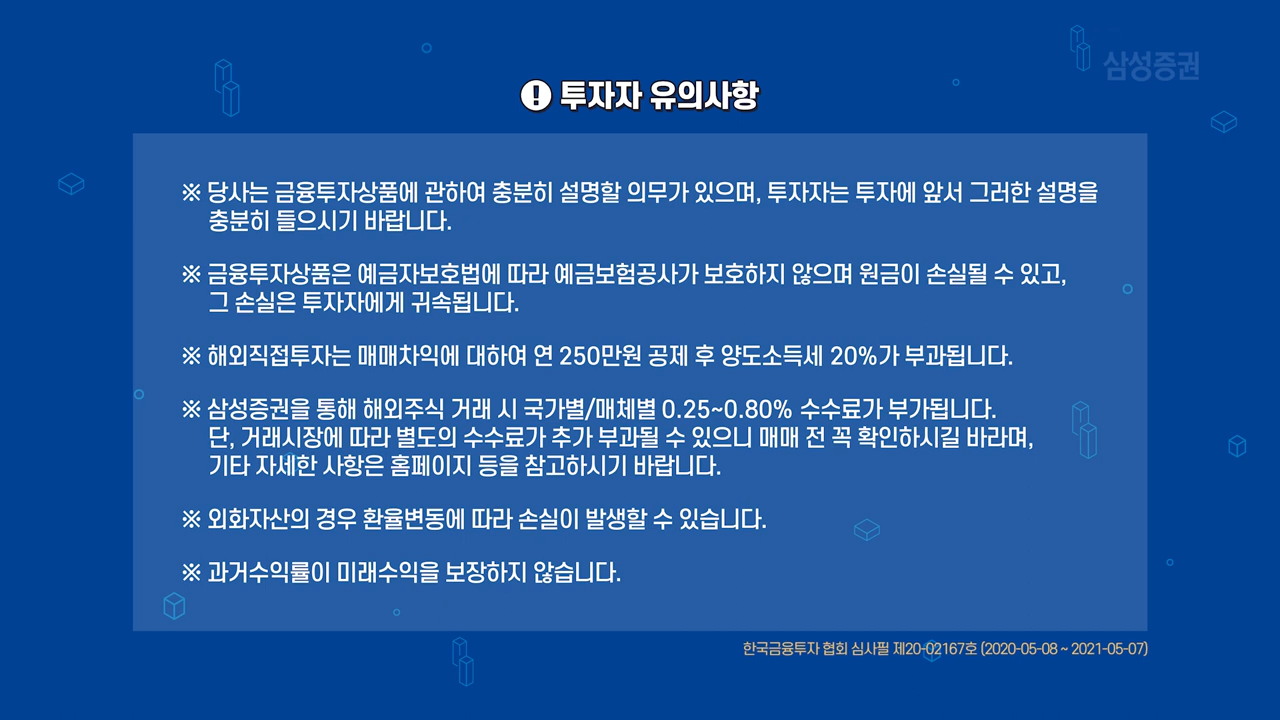 삼성증권
! 투자자 유의사항
※ 당사는 금융투자상품에 관하여 충분히 설명할 의무가 있으며, 투자자는 투자에 앞서 그러한 설명을
충분히 들으시기 바랍니다.
※ 금융투자상품은 예금자보호법에 따라 예금보험공사가 보호하지 않으며 원금이 손실될 수 있고,
그 손실은 투자자에게 귀속됩니다.
※ 해외직접투자는 매매차익에 대하여 연 250만원 공제 후 양도소득세 20%가 부과됩니다.
※ 삼성증권을 통해 해외주식 거래 시 국가별/매체별 0.25~0.80% 수수료가 부가됩니다.
단, 거래시장에 따라 별도의 수수료가 추가 부과될 수 있으니 매매 전 꼭 확인하시길 바라며,
기타 자세한 사항은 홈페이지 등을 참고하시기 바랍니다.
※ 외화자산의 경우 환율변동에 따라 손실이 발생할 수 있습니다.
※ 과거수익률이 미래수익을 보장하지 않습니다.
한국금융투자 협회 심사필 제20-02167호 (2020-05-08 ~ 2021-05-07)